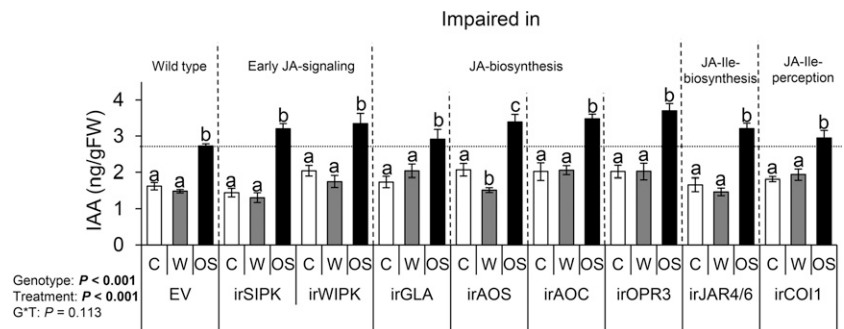 Impaired in
Wild type Early JA-signaling JA-biosynthesis JA-Ile-biosynthesis JA-Ile-perception
IAA (ng/gFW)
4
3
2
1
0
a a b a a b a a b a a b a b c a a b a a b a a b a a b
C W OS C W OS C W OS C W OS C W OS C W OS C W OS C W OS C W OS
EV irSIPK irWIPK irGLA irAOS irAOC irOPR3 irJAR4/6 irCOI1
Genotype: P < 0.001
Treatment: P < 0.001
G*T: P = 0.113